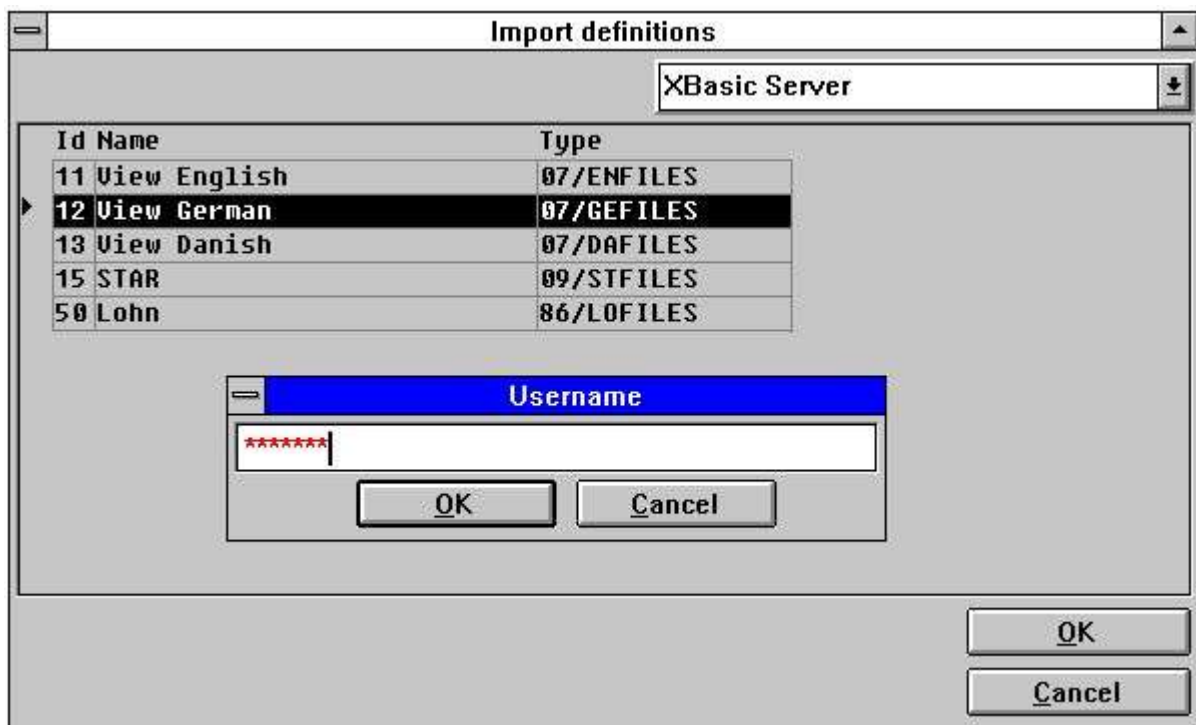 Import definitions
XBasic Server
Id Name Type
11 View English 07/ENFILES
12 View German 07/GEFILES
13 View Danish 07/DAFILES
15 STAR 09/STFILES
50 Lohn 86/LOFILES
Username
*******
OK Cancel
OK
Cancel